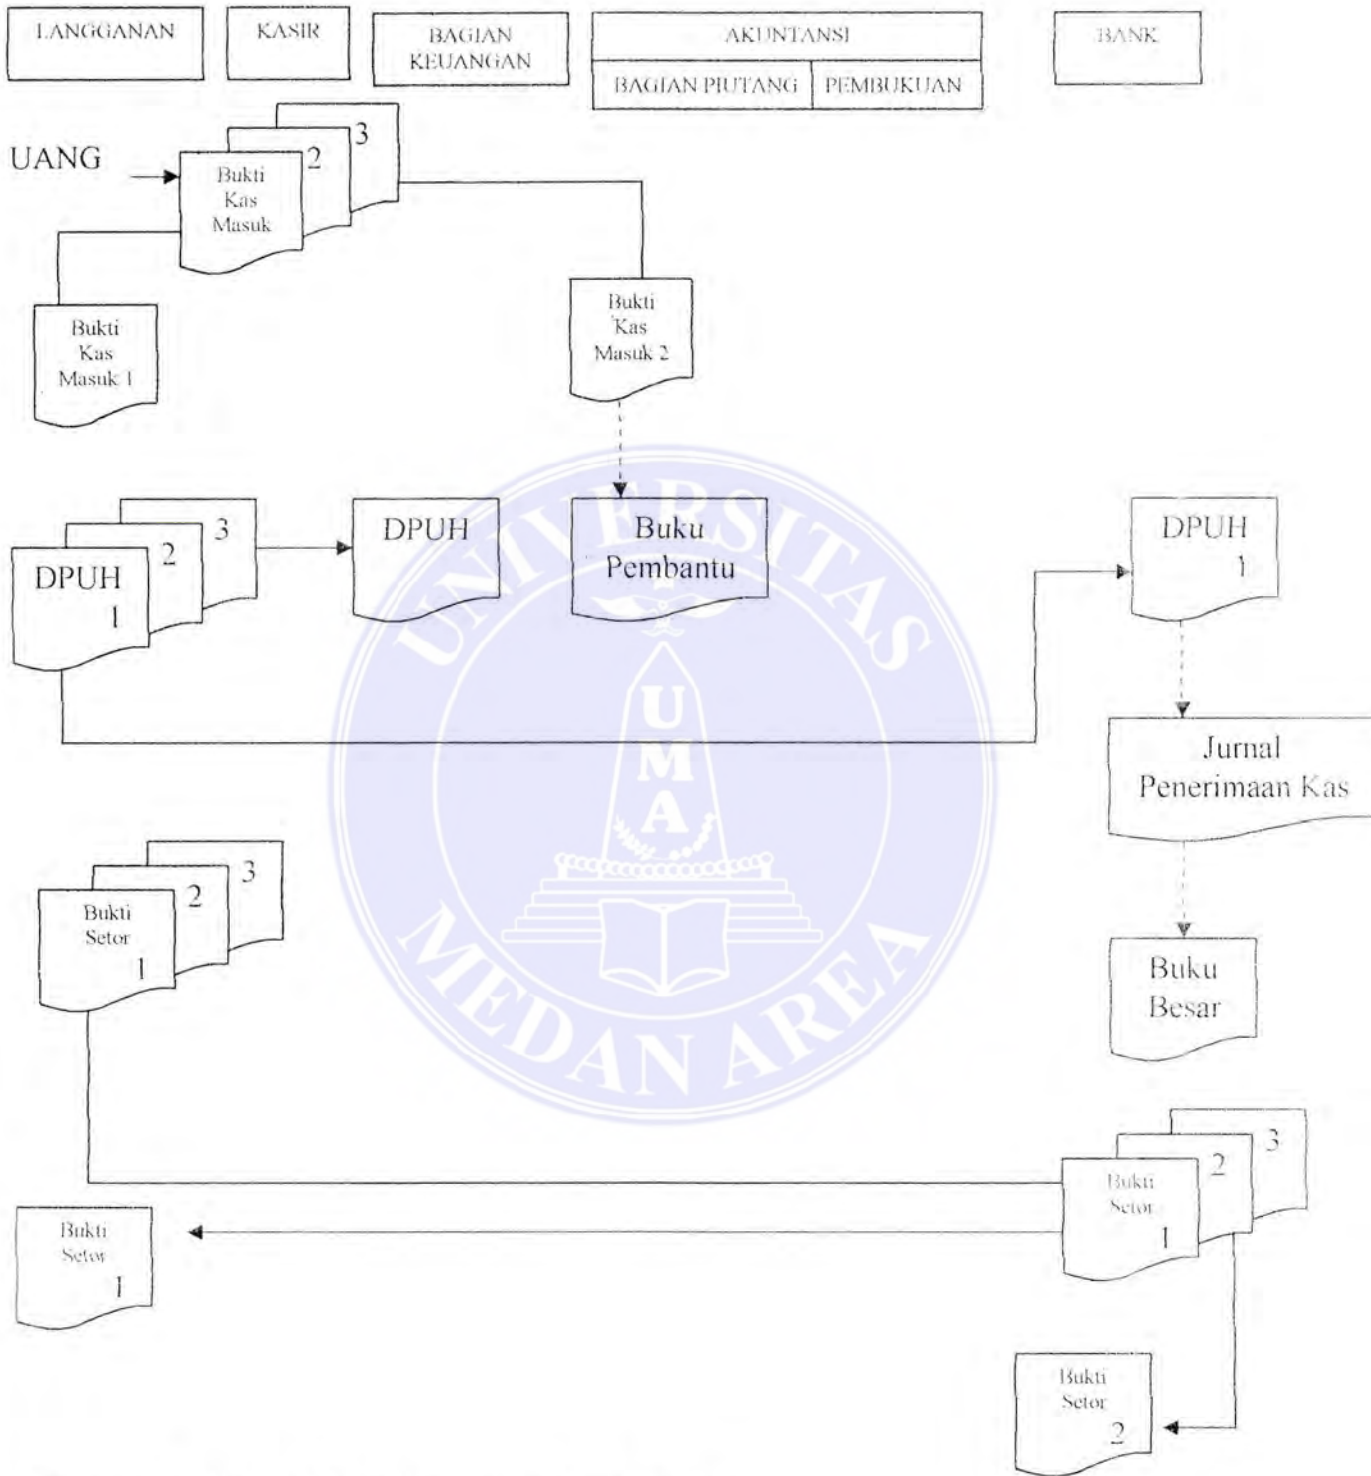 LANGGANAN
KASIR
BAGIAN
KEUANGAN
AKUNTANSI
BAGIAN PIUTANG
PEMBUKUAN
BANK
UANG
Bukti
Kas
Masuk
2
3
Bukti
Kas
Masuk 1
Bukti
Kas
Masuk 2
DPUH
1
2
3
DPUH
Buku
Pembantu
DPUH
1
Jurnal
Penerimaan Kas
Bukti
Setor
1
2
3
Buku
Besar
Bukti
Setor
1
2
3
Bukti
Setor
1
Bukti
Setor
2
UNIVERSITAS
UMA
MEDAN AREA